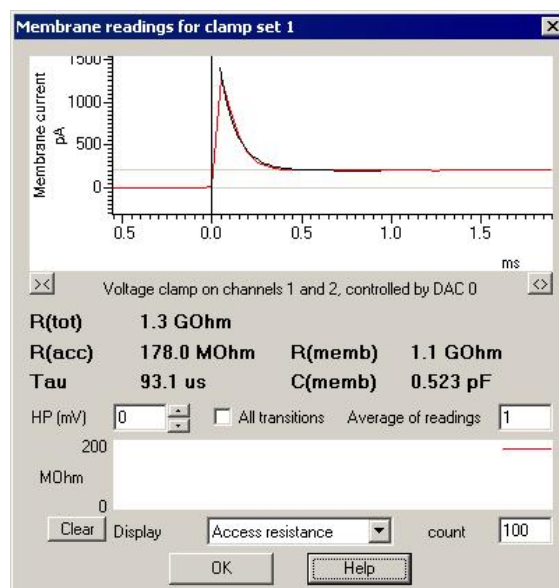 Membrane readings for clamp set 1
1500
1000
500
0
Membrane current
pA
0.5 0.0 0.5 1.0 1.5
ms
>< Voltage clamp on channels 1 and 2, controlled by DAC 0 <>
R(tot) 1.3 GOhm
R(acc) 178.0 MOhm R(memb) 1.1 GOhm
Tau 93.1 us C(memb) 0.523 pF
HP (mV) 0 All transitions Average of readings 1
200
MOhm
0
Clear Display Access resistance count 100
OK Help